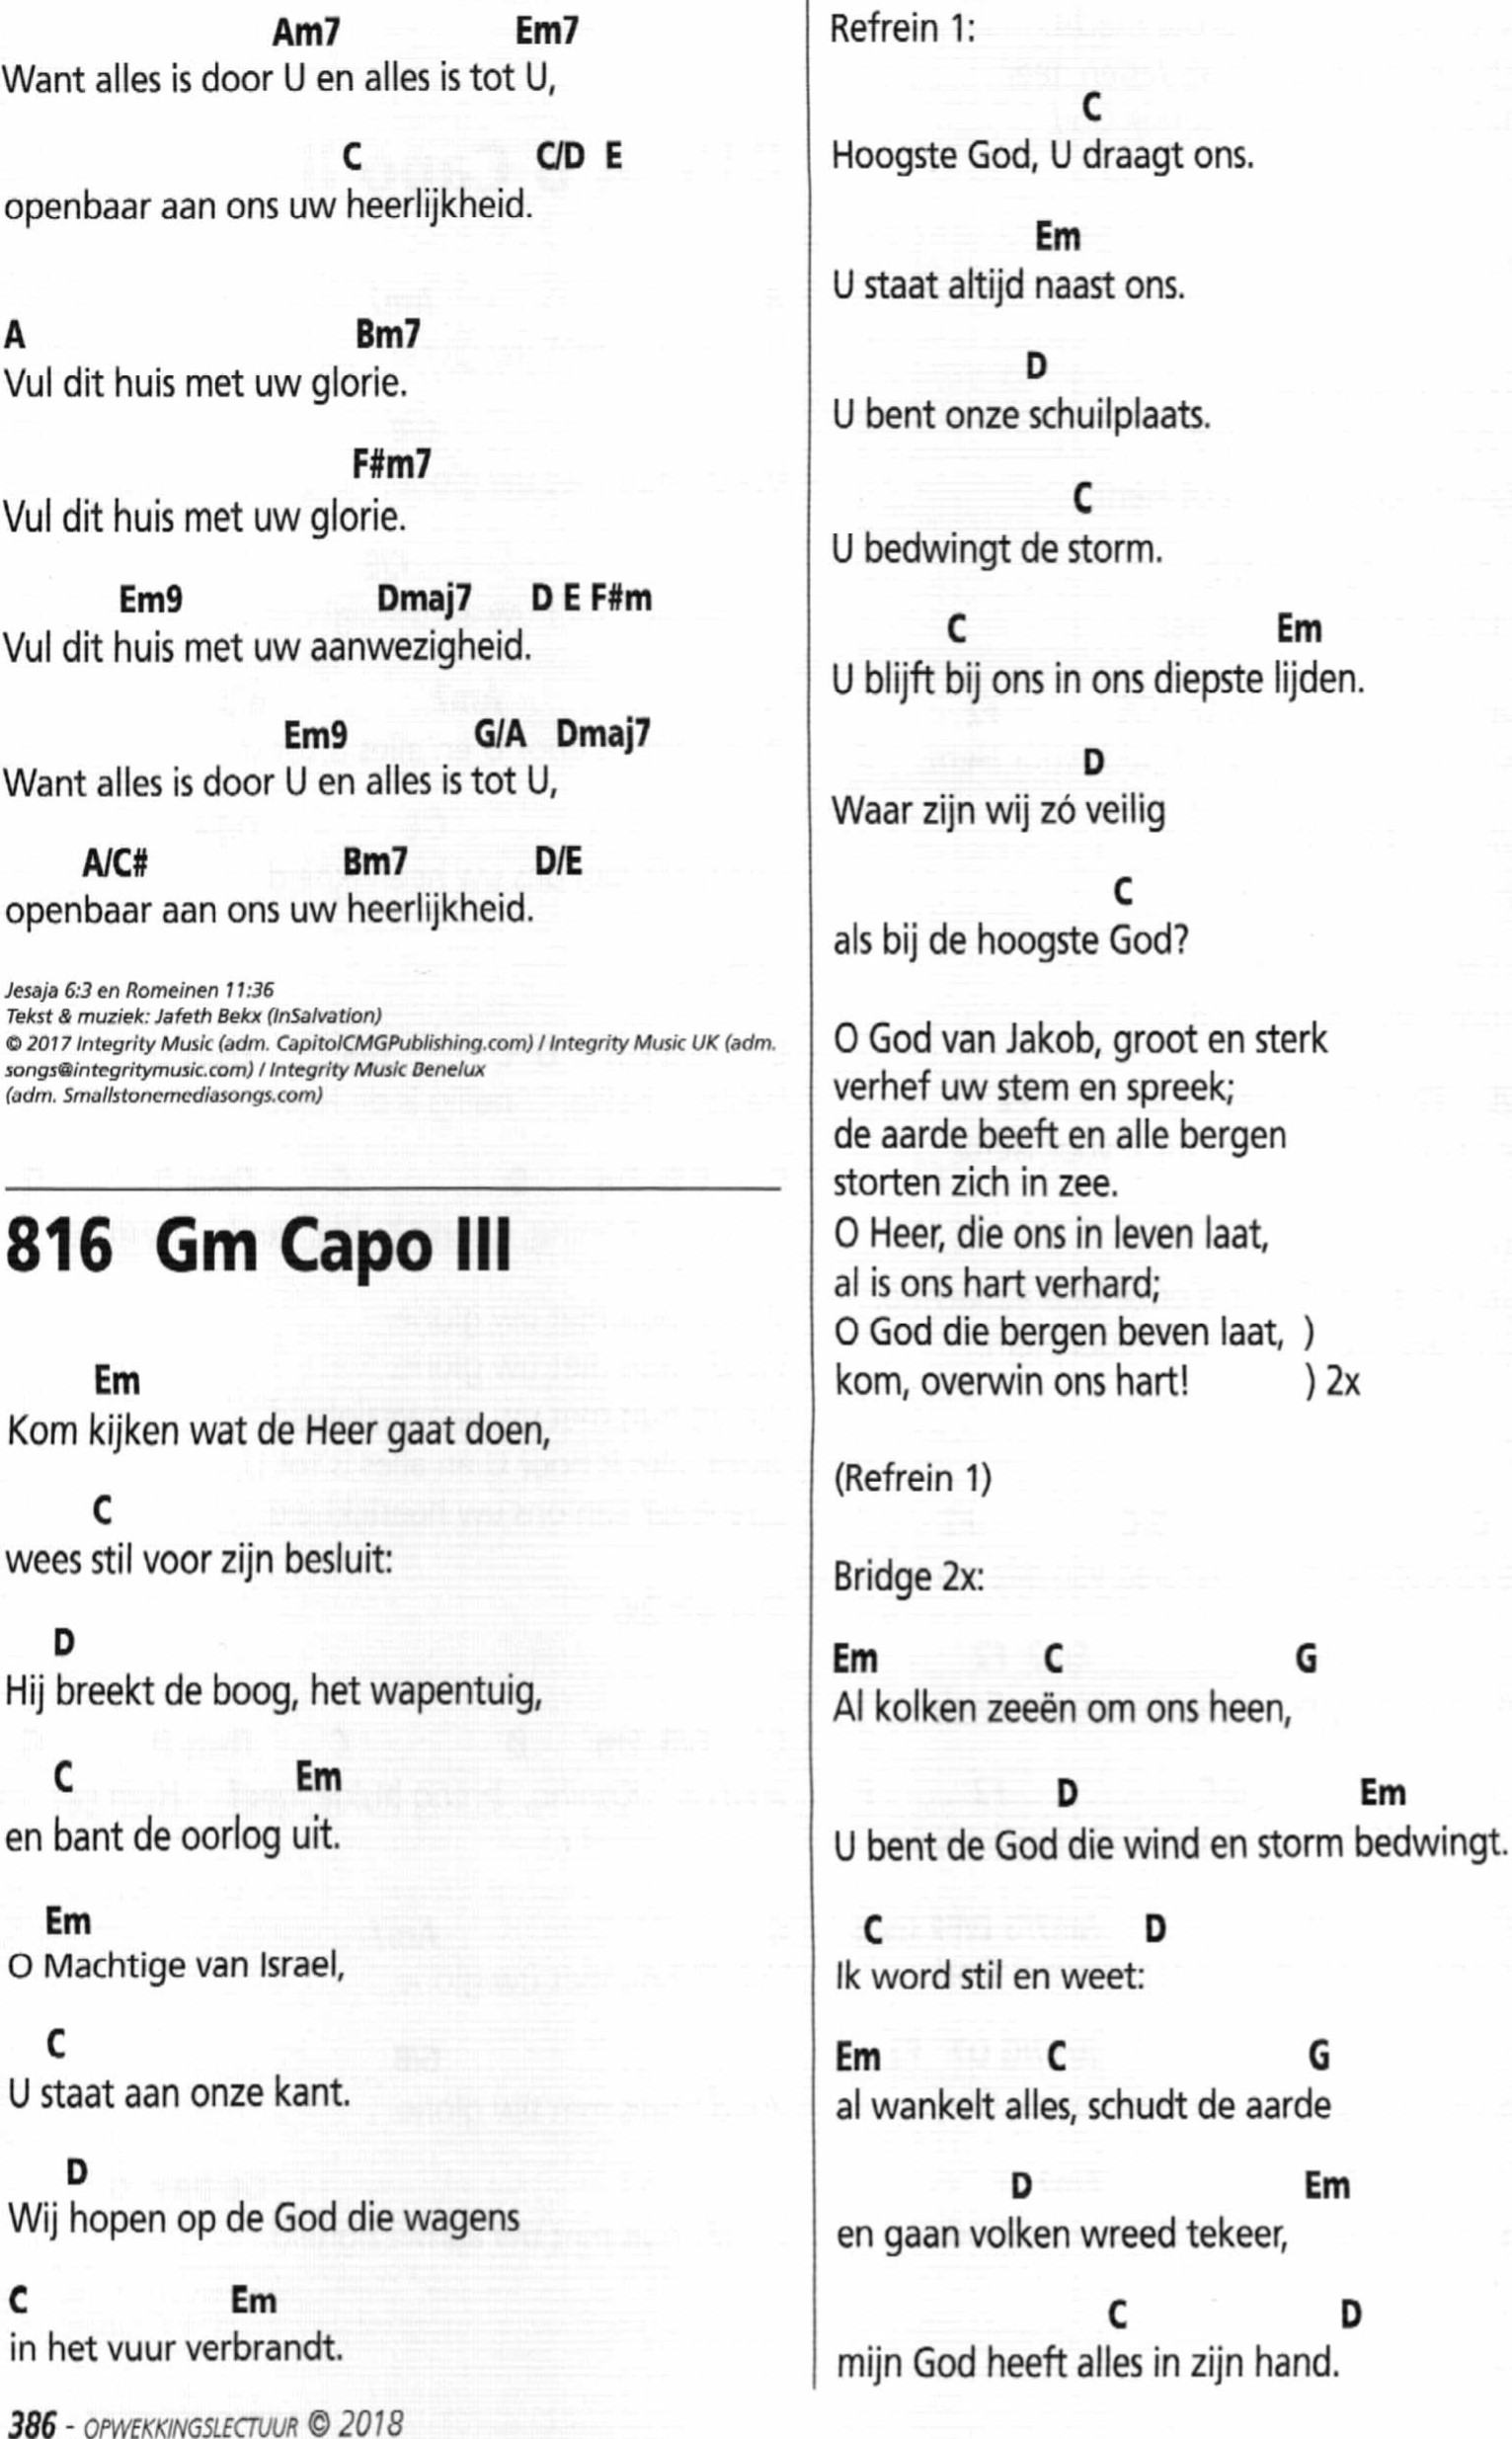 Am7 Em7
Want alles is door U en alles is tot U,
C C/D E
openbaar aan ons uw heerlijkheid.
A Bm7
Vul dit huis met uw glorie.
F#m7
Vul dit huis met uw glorie.
Em9 Dmaj7 D E F#m
Vul dit huis met uw aanwezigheid.
Em9 G/A Dmaj7
Want alles is door U en alles is tot U,
A/C# Bm7 D/E
openbaar aan ons uw heerlijkheid.
Jesaja 6:3 en Romeinen 11:36
Tekst & muziek: Jafeth Bekx (InSalvation)
© 2017 Integrity Music (adm. CapitolCMGPublishing.com) / Integrity Music UK (adm.
songs@integritymusic.com) / Integrity Music Benelux
(adm. Smallstonemediasongs.com)
816 Gm Capo III
Em
Kom kijken wat de Heer gaat doen,
C
wees stil voor zijn besluit:
D
Hij breekt de boog, het wapentuig,
C Em
en bant de oorlog uit.
Em
O Machtige van Israel,
C
U staat aan onze kant.
D
Wij hopen op de God die wagens
C Em
in het vuur verbrandt.
386 - OPWEKKINGSLECTUUR © 2018
Refrein 1:
C
Hoogste God, U draagt ons.
Em
U staat altijd naast ons.
D
U bent onze schuilplaats.
C
U bedwingt de storm.
C Em
U blijft bij ons in ons diepste lijden.
D
Waar zijn wij zó veilig
C
als bij de hoogste God?
O God van Jakob, groot en sterk
verhef uw stem en spreek;
de aarde beeft en alle bergen
storten zich in zee.
O Heer, die ons in leven laat,
al is ons hart verhard;
O God die bergen beven laat, )
kom, overwin ons hart! ) 2x
(Refrein 1)
Bridge 2x:
Em C G
Al kolken zeeën om ons heen,
D Em
U bent de God die wind en storm bedwingt.
C D
Ik word stil en weet:
Em C G
al wankelt alles, schudt de aarde
D Em
en gaan volken wreed tekeer,
C D
mijn God heeft alles in zijn hand.